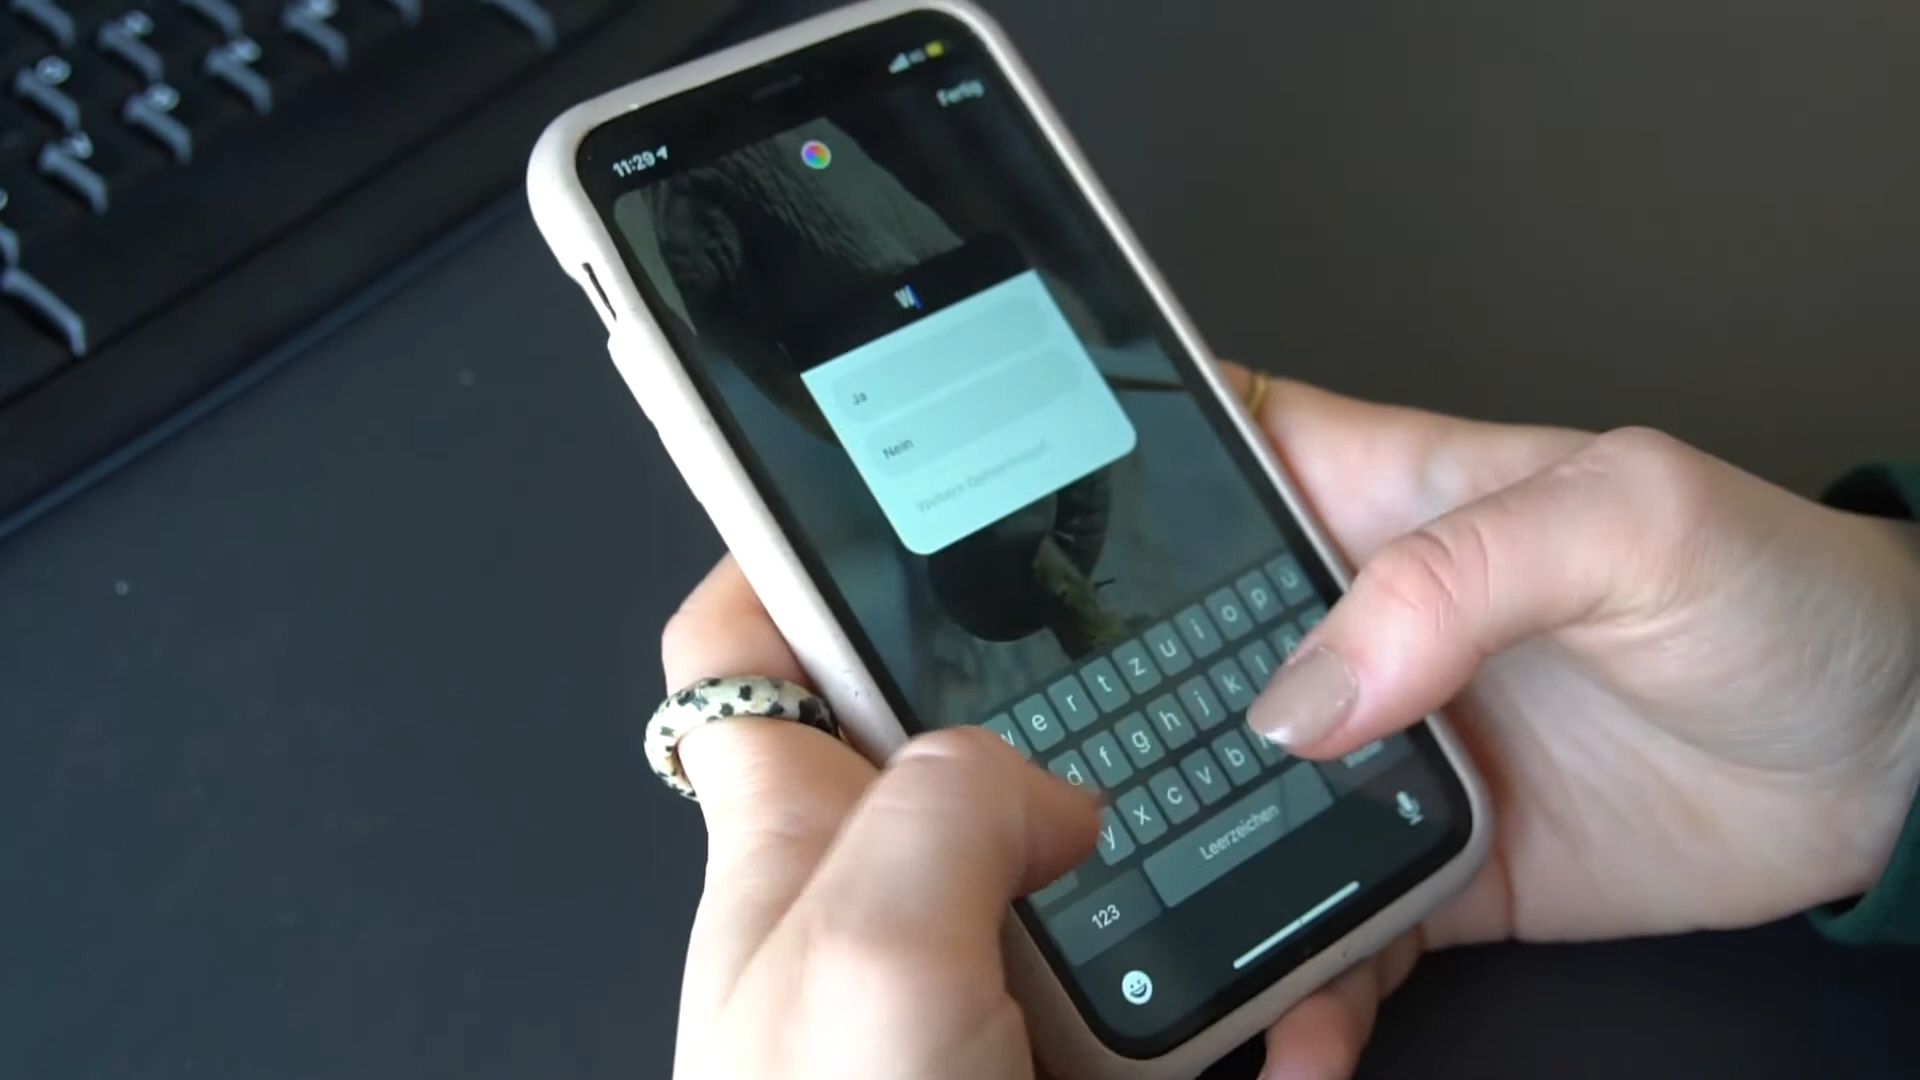 11:29
Fertig
W
Ja
Nein
e r t z u i o p ü
d f g h j k l
y x c v b
123
Leerzeichen